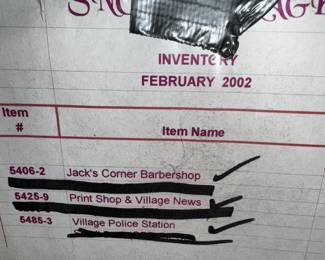 INVENTORY
FEBRUARY 2002
Item
#
Item Name
5406-2 Jack's Corner Barbershop
5425-9 Print Shop & Village News
5485-3 Village Police Station